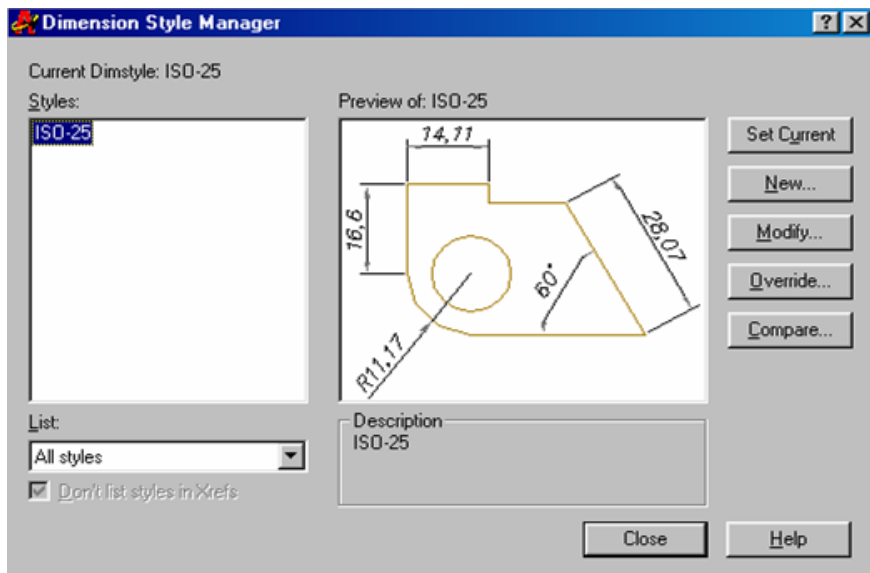 Dimension Style Manager
Current Dimstyle: ISO-25
Styles:
ISO-25
Preview of: ISO-25
14,11
16,6
28,07
60°
R11,17
Set Current
New...
Modify...
Override...
Compare...
List:
All styles
Don't list styles in Xrefs
Description
ISO-25
Close
Help